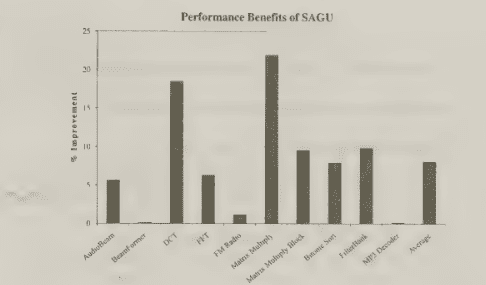 Performance Benefits of SAGU
% Improvement
25
20
15
10
5
0
AudioBeam
BeamFormer
DCT
FFT
FM Radio
Matrix Multiply
Matrix Multiply Block
Bitonic Sort
FilterBank
MP3 Decoder
Average